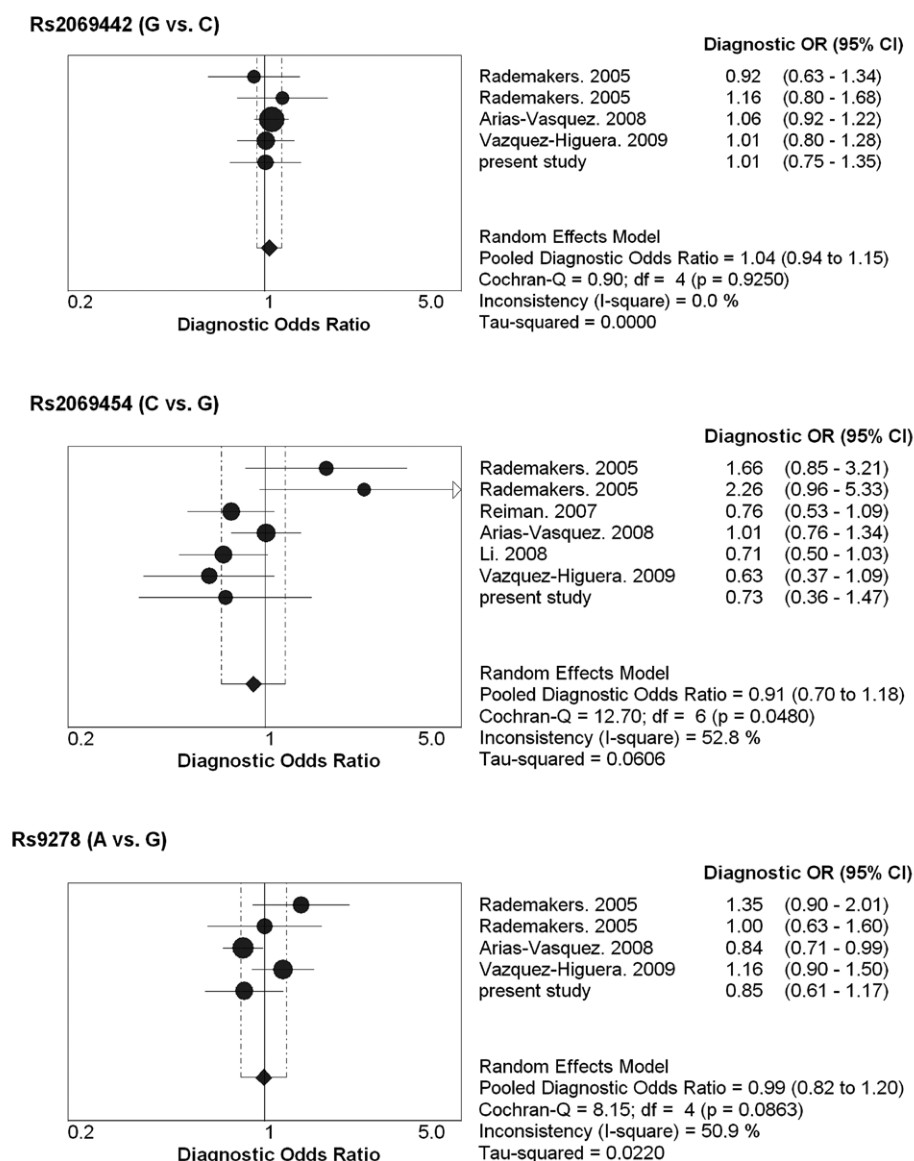 Rs2069442 (G vs. C)
Diagnostic OR (95% CI)
Rademakers. 2005 0.92 (0.63 - 1.34)
Rademakers. 2005 1.16 (0.80 - 1.68)
Arias-Vasquez. 2008 1.06 (0.92 - 1.22)
Vazquez-Higuera. 2009 1.01 (0.80 - 1.28)
present study 1.01 (0.75 - 1.35)
Random Effects Model
Pooled Diagnostic Odds Ratio = 1.04 (0.94 to 1.15)
Cochran-Q = 0.90; df = 4 (p = 0.9250)
Inconsistency (I-square) = 0.0 %
Tau-squared = 0.0000
0.2 1 5.0
Diagnostic Odds Ratio
Rs2069454 (C vs. G)
Diagnostic OR (95% CI)
Rademakers. 2005 1.66 (0.85 - 3.21)
Rademakers. 2005 2.26 (0.96 - 5.33)
Reiman. 2007 0.76 (0.53 - 1.09)
Arias-Vasquez. 2008 1.01 (0.76 - 1.34)
Li. 2008 0.71 (0.50 - 1.03)
Vazquez-Higuera. 2009 0.63 (0.37 - 1.09)
present study 0.73 (0.36 - 1.47)
Random Effects Model
Pooled Diagnostic Odds Ratio = 0.91 (0.70 to 1.18)
Cochran-Q = 12.70; df = 6 (p = 0.0480)
Inconsistency (I-square) = 52.8 %
Tau-squared = 0.0606
0.2 1 5.0
Diagnostic Odds Ratio
Rs9278 (A vs. G)
Diagnostic OR (95% CI)
Rademakers. 2005 1.35 (0.90 - 2.01)
Rademakers. 2005 1.00 (0.63 - 1.60)
Arias-Vasquez. 2008 0.84 (0.71 - 0.99)
Vazquez-Higuera. 2009 1.16 (0.90 - 1.50)
present study 0.85 (0.61 - 1.17)
Random Effects Model
Pooled Diagnostic Odds Ratio = 0.99 (0.82 to 1.20)
Cochran-Q = 8.15; df = 4 (p = 0.0863)
Inconsistency (I-square) = 50.9 %
Tau-squared = 0.0220
0.2 1 5.0
Diagnostic Odds Ratio